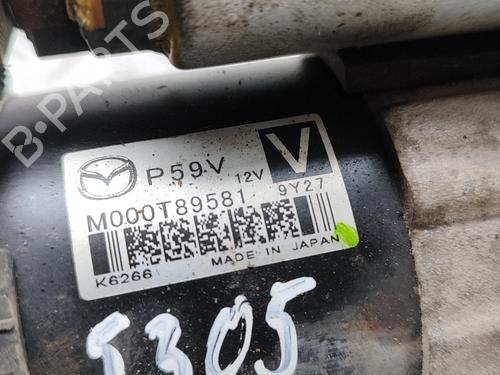 B-PARTS
P59V 12V V
M000T89581 9Y27
K6266 MADE IN JAPAN
5305